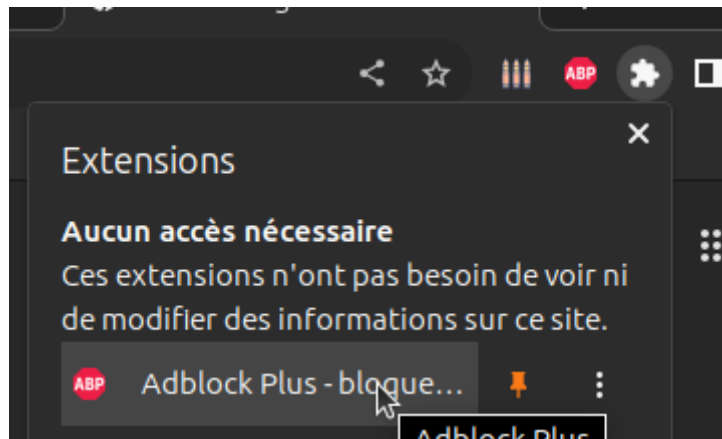 ABP
Extensions
Aucun accès nécessaire
Ces extensions n'ont pas besoin de voir ni
de modifier des informations sur ce site.
ABP Adblock Plus - bloque...
Adblock Plus